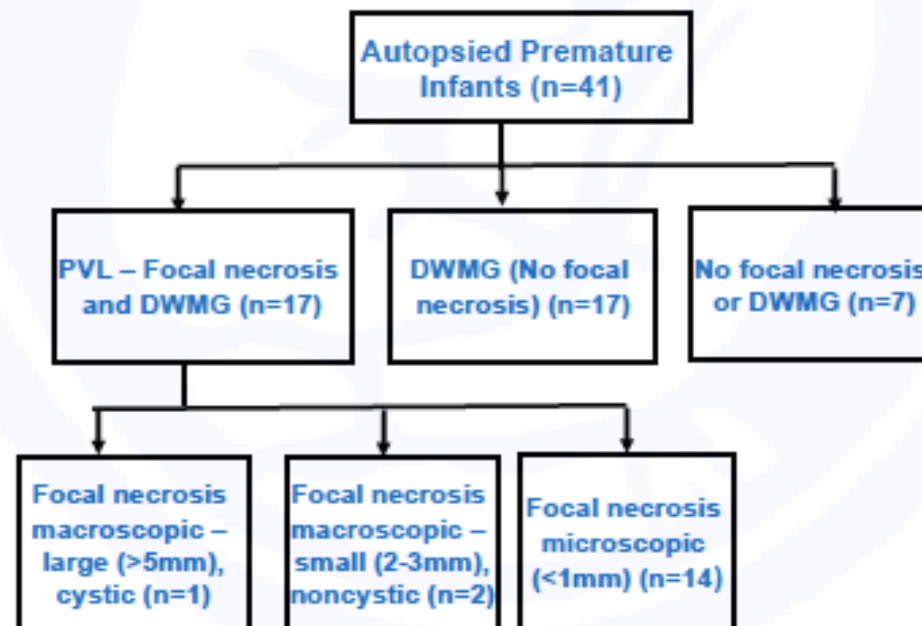 Autopsied Premature
Infants (n=41)
PVL – Focal necrosis
and DWMG (n=17)
DWMG (No focal
necrosis) (n=17)
No focal necrosis
or DWMG (n=7)
Focal necrosis
macroscopic –
large (>5mm),
cystic (n=1)
Focal necrosis
macroscopic –
small (2-3mm),
noncystic (n=2)
Focal necrosis
microscopic
(<1mm) (n=14)